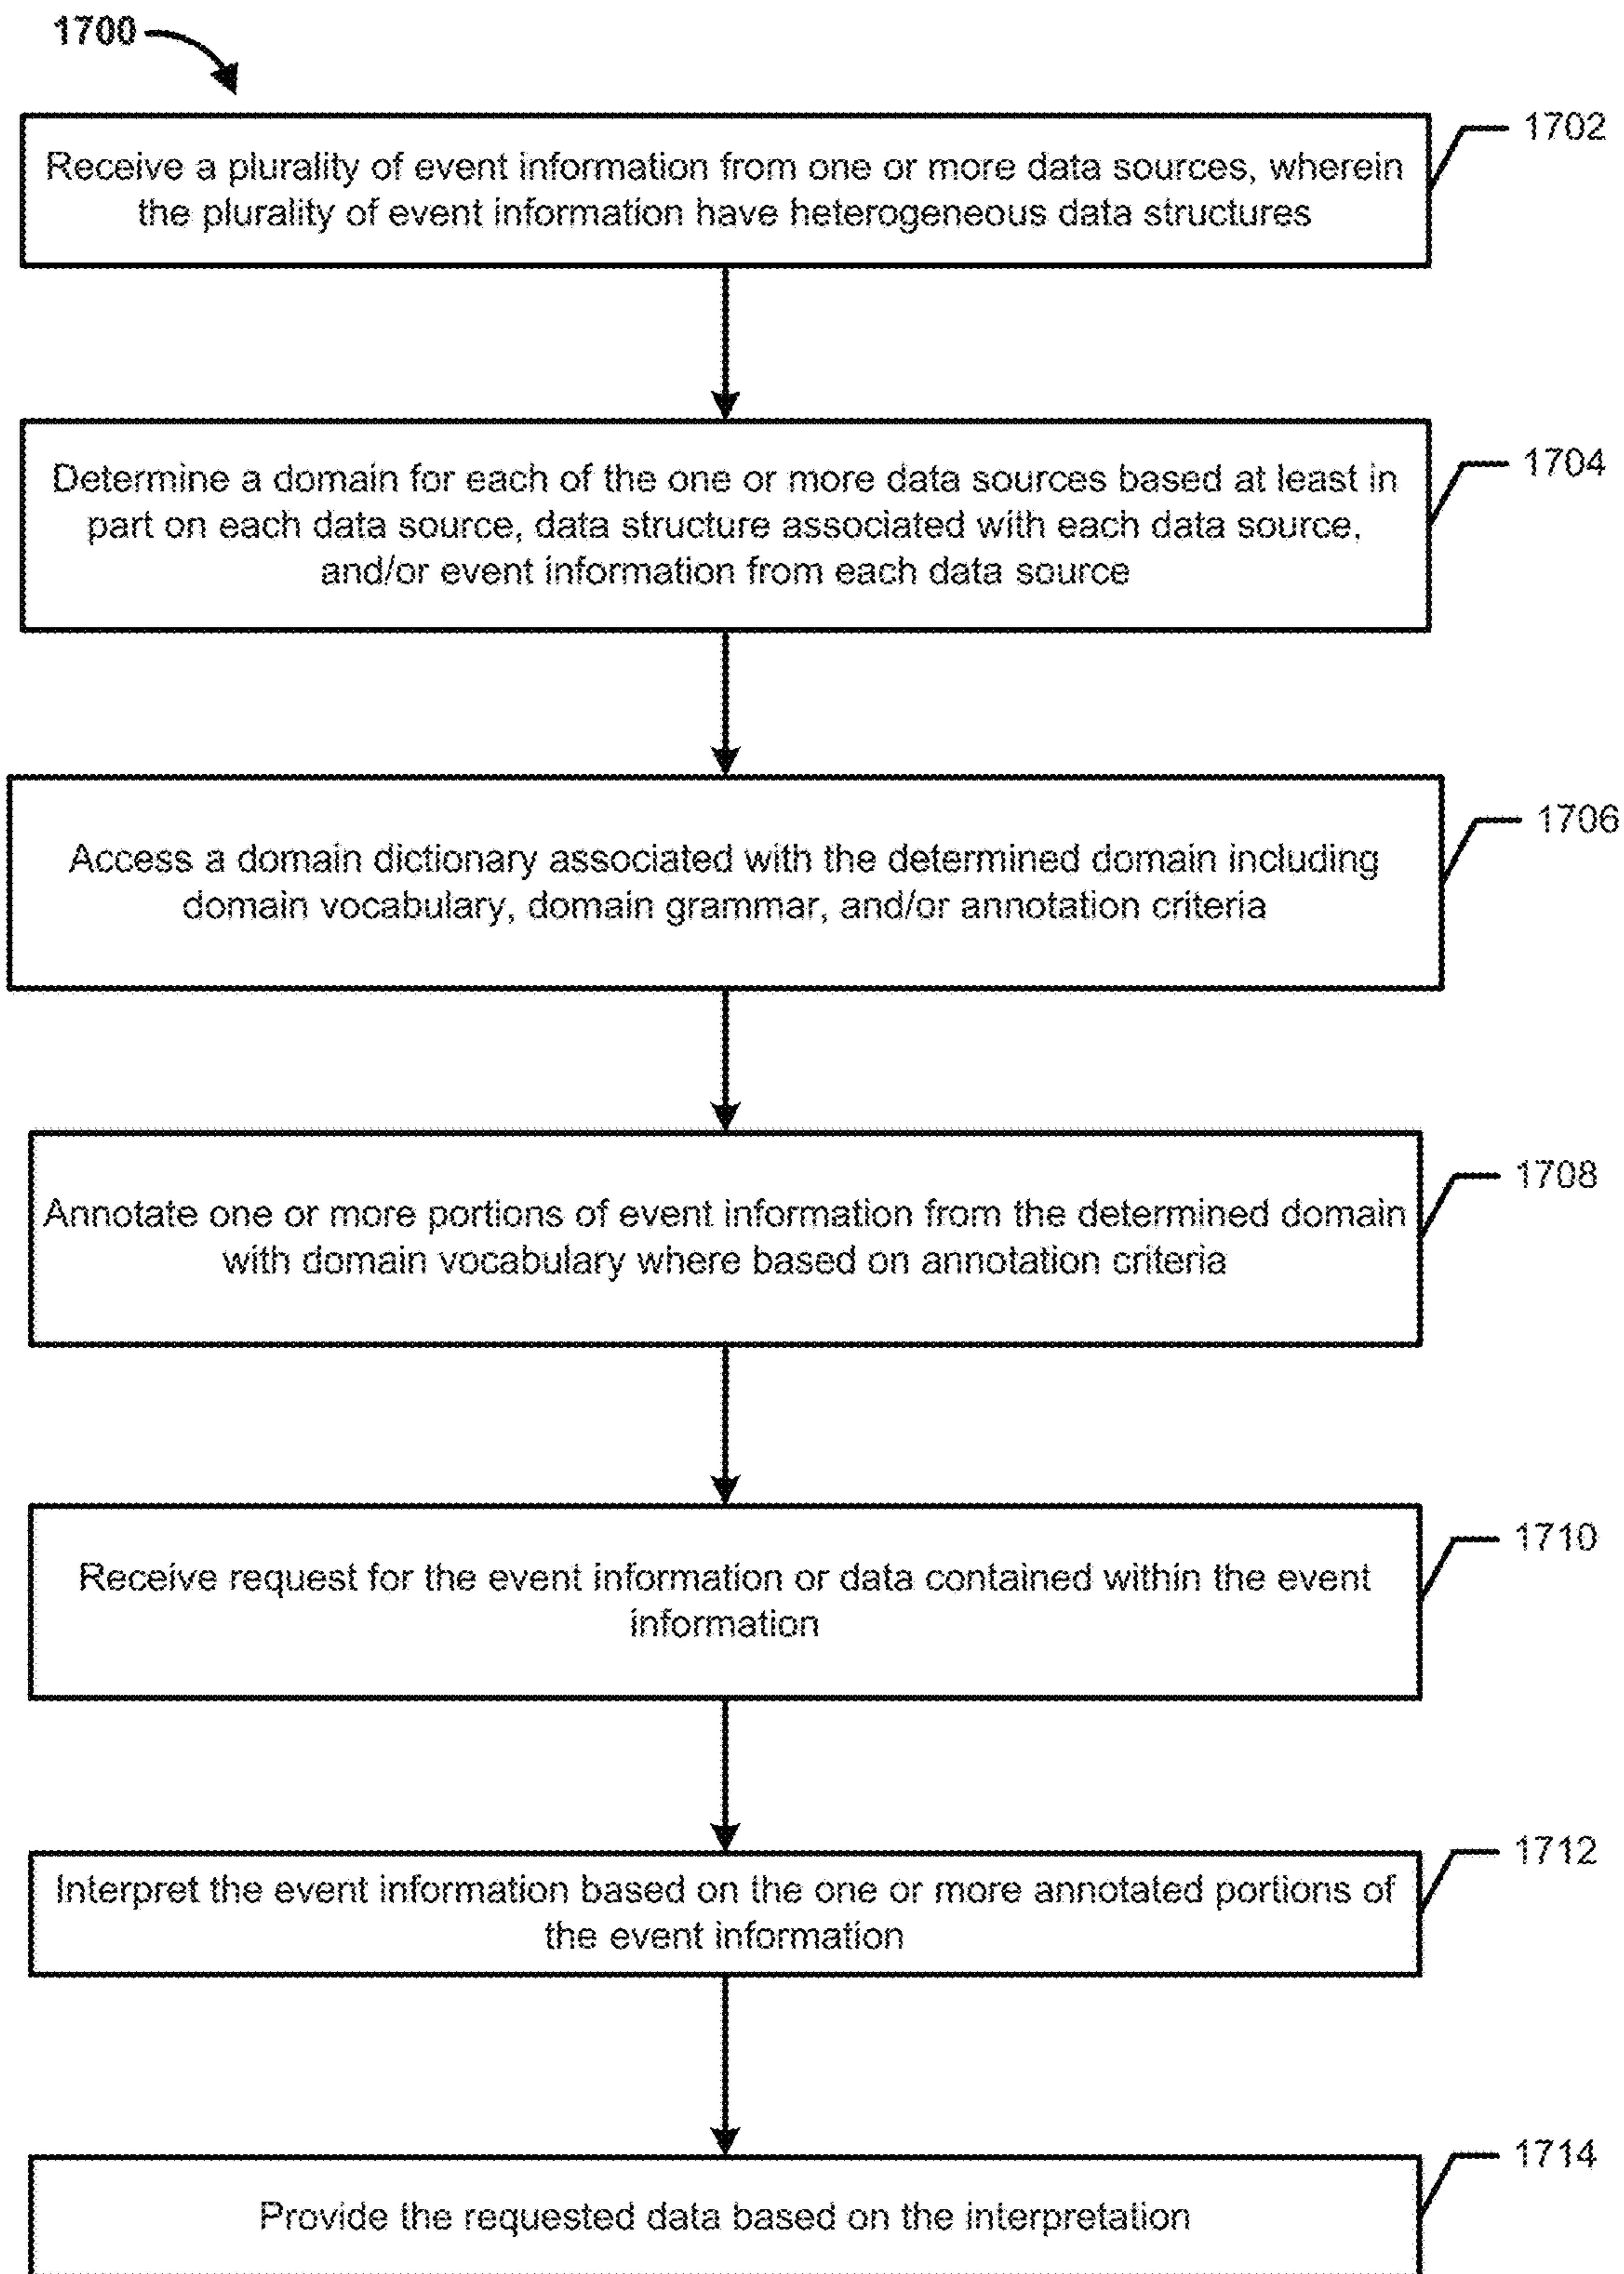 1700
Receive a plurality of event information from one or more data sources, wherein
the plurality of event information have heterogeneous data structures
1702
Determine a domain for each of the one or more data sources based at least in
part on each data source, data structure associated with each data source,
and/or event information from each data source
1704
Access a domain dictionary associated with the determined domain including
domain vocabulary, domain grammar, and/or annotation criteria
1706
Annotate one or more portions of event information from the determined domain
with domain vocabulary where based on annotation criteria
1708
Receive request for the event information or data contained within the event
information
1710
Interpret the event information based on the one or more annotated portions of
the event information
1712
Provide the requested data based on the interpretation
1714